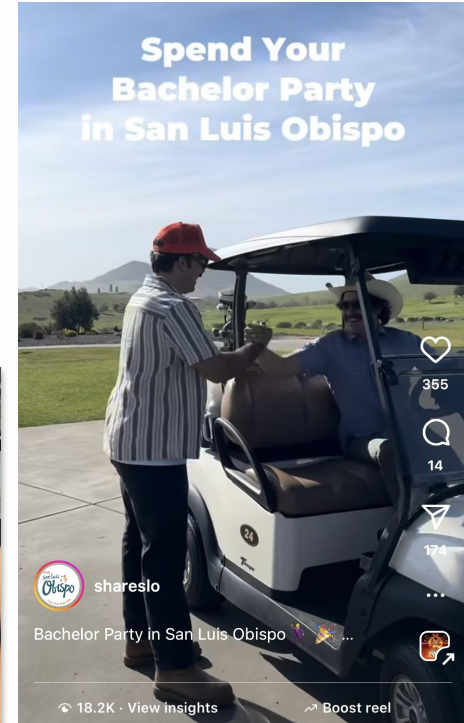 Spend Your
Bachelor Party
in San Luis Obispo
355
14
174
24
San Luis
Obispo
shareslo
Bachelor Party in San Luis Obispo 🕺 🎉 ...
18.2K · View insights
Boost reel